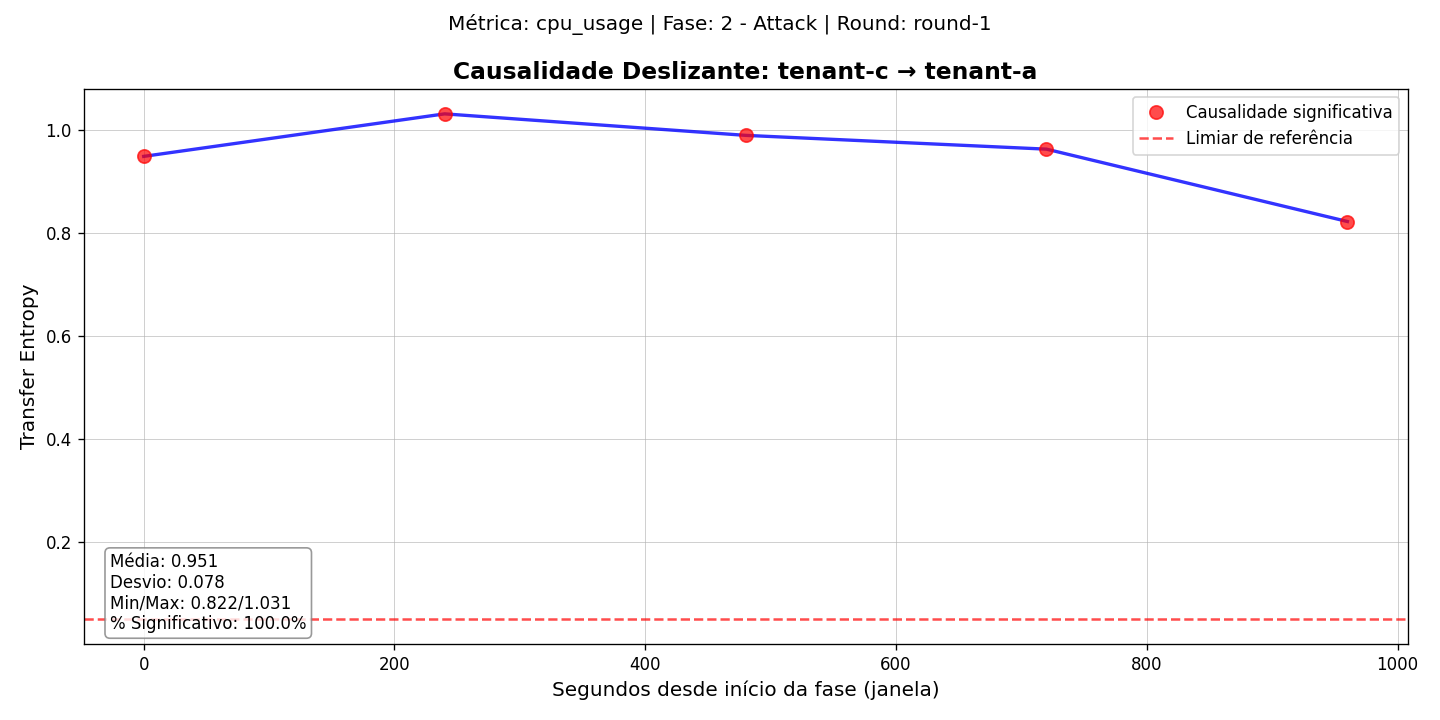 Métrica: cpu_usage | Fase: 2 - Attack | Round: round-1
Causalidade Deslizante: tenant-c → tenant-a
Causalidade significativa
Limiar de referência
Transfer Entropy
1.0
0.8
0.6
0.4
0.2
Média: 0.951
Desvio: 0.078
Min/Max: 0.822/1.031
% Significativo: 100.0%
0 200 400 600 800 1000
Segundos desde início da fase (janela)